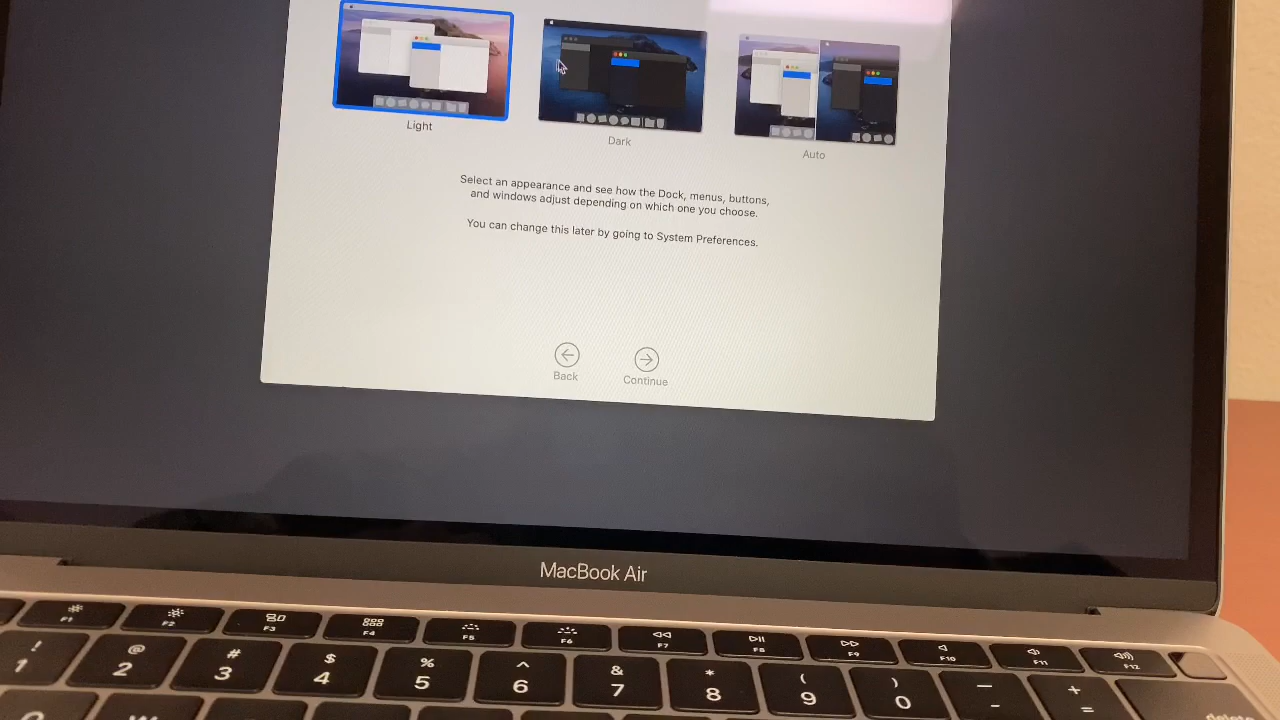 Light
Dark
Auto
Select an appearance and see how the Dock, menus, buttons,
and windows adjust depending on which one you choose.
You can change this later by going to System Preferences.
Back
Continue
MacBook Air
F1 F2 F3 F4 F5 F6 F7 F8 F9 F10 F11 F12
! @ # $ % ^ & * ( ) — +
1 2 3 4 5 6 7 8 9 0 - =
delete